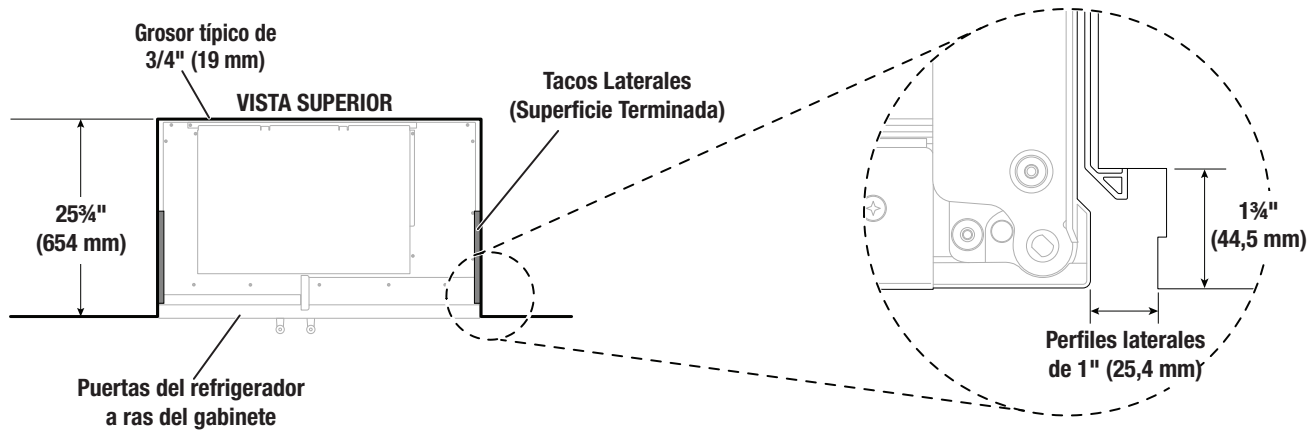 Grosor típico de
3/4" (19 mm)
VISTA SUPERIOR
Tacos Laterales
(Superficie Terminada)
25¾"
(654 mm)
1¾"
(44,5 mm)
Perfiles laterales
de 1" (25,4 mm)
Puertas del refrigerador
a ras del gabinete